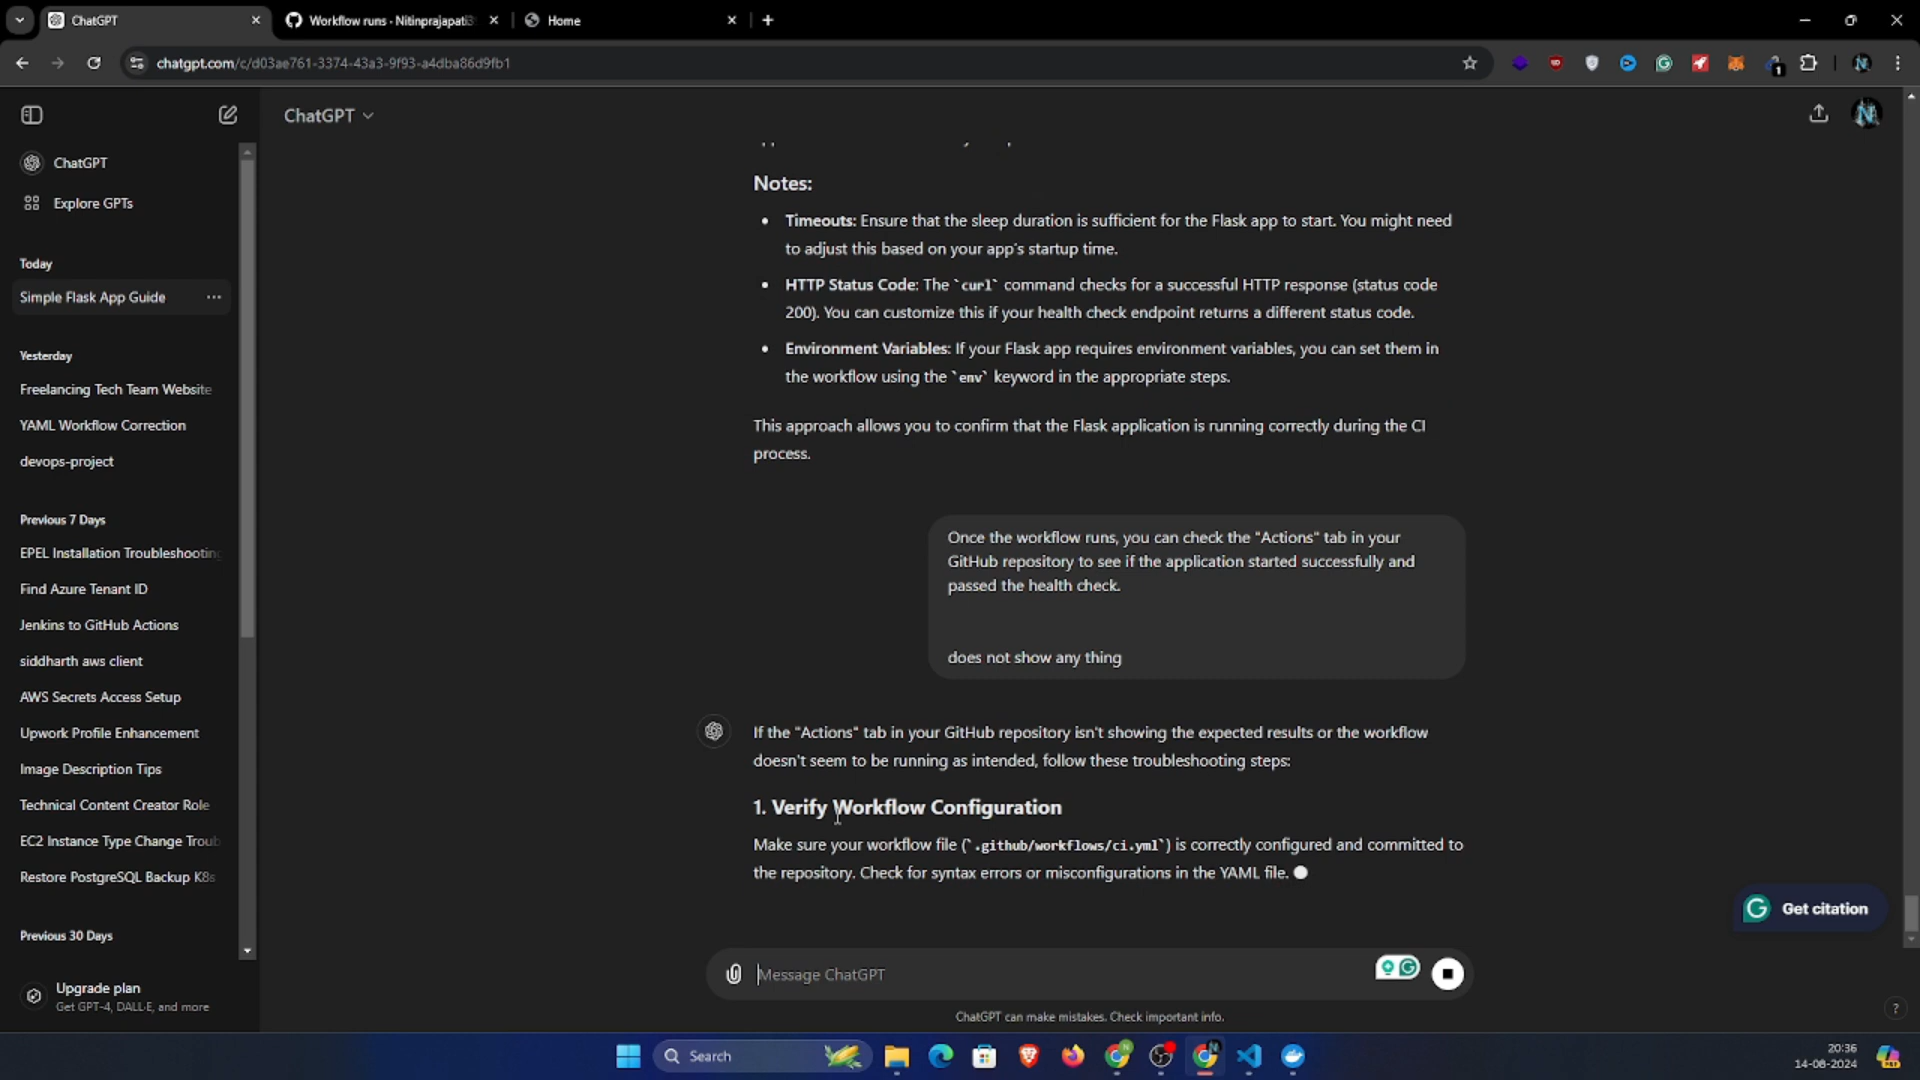 ChatGPT
Workflow runs · Nitinprajapati3
Home
chatgpt.com/c/d03ae761-3374-43a3-9f93-a4dba86d9fb1
1
ChatGPT
N
ChatGPT
Explore GPTs
Today
Simple Flask App Guide
Yesterday
Freelancing Tech Team Website
YAML Workflow Correction
devops-project
Previous 7 Days
EPEL Installation Troubleshooting
Find Azure Tenant ID
Jenkins to GitHub Actions
siddharth aws client
AWS Secrets Access Setup
Upwork Profile Enhancement
Image Description Tips
Technical Content Creator Role
EC2 Instance Type Change Troub
Restore PostgreSQL Backup K8s
Previous 30 Days
Upgrade plan
Get GPT-4, DALL·E, and more
Notes:
Timeouts: Ensure that the sleep duration is sufficient for the Flask app to start. You might need
to adjust this based on your app's startup time.
HTTP Status Code: The `curl` command checks for a successful HTTP response (status code
200). You can customize this if your health check endpoint returns a different status code.
Environment Variables: If your Flask app requires environment variables, you can set them in
the workflow using the `env` keyword in the appropriate steps.
This approach allows you to confirm that the Flask application is running correctly during the CI
process.
Once the workflow runs, you can check the "Actions" tab in your
GitHub repository to see if the application started successfully and
passed the health check.
does not show any thing
If the "Actions" tab in your GitHub repository isn't showing the expected results or the workflow
doesn't seem to be running as intended, follow these troubleshooting steps:
1. Verify Workflow Configuration
Make sure your workflow file (`.github/workflows/ci.yml`) is correctly configured and committed to
the repository. Check for syntax errors or misconfigurations in the YAML file.
Get citation
Message ChatGPT
ChatGPT can make mistakes. Check important info.
?
Search
20:36
14-08-2024